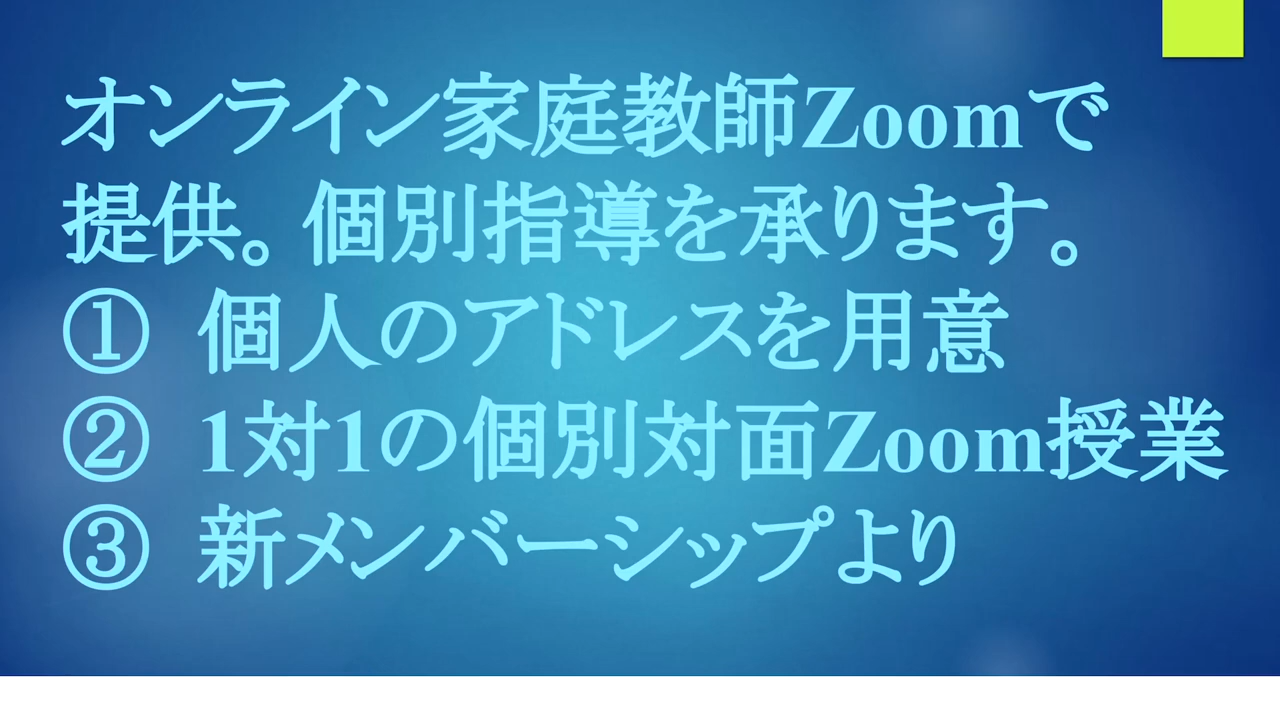 オンライン家庭教師Zoomで
提供。個別指導を承ります。
① 個人のアドレスを用意
② 1対1の個別対面Zoom授業
③ 新メンバーシップより